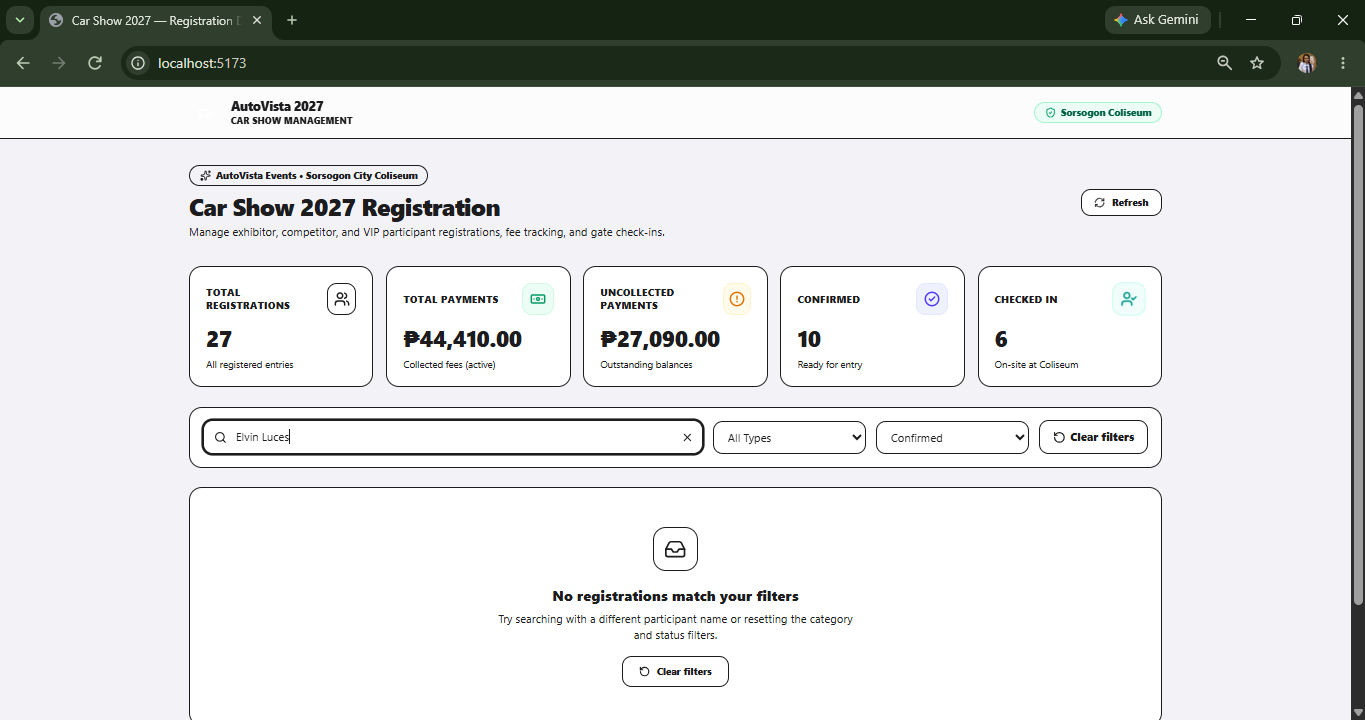 Car Show 2027 — Registration
Ask Gemini
localhost:5173
AutoVista 2027
CAR SHOW MANAGEMENT
Sorsogon Coliseum
AutoVista Events • Sorsogon City Coliseum
Car Show 2027 Registration
Manage exhibitor, competitor, and VIP participant registrations, fee tracking, and gate check-ins.
Refresh
TOTAL
REGISTRATIONS
27
All registered entries
TOTAL PAYMENTS
₱44,410.00
Collected fees (active)
UNCOLLECTED
PAYMENTS
₱27,090.00
Outstanding balances
CONFIRMED
10
Ready for entry
CHECKED IN
6
On-site at Coliseum
Elvin Luces
All Types
Confirmed
Clear filters
No registrations match your filters
Try searching with a different participant name or resetting the category
and status filters.
Clear filters